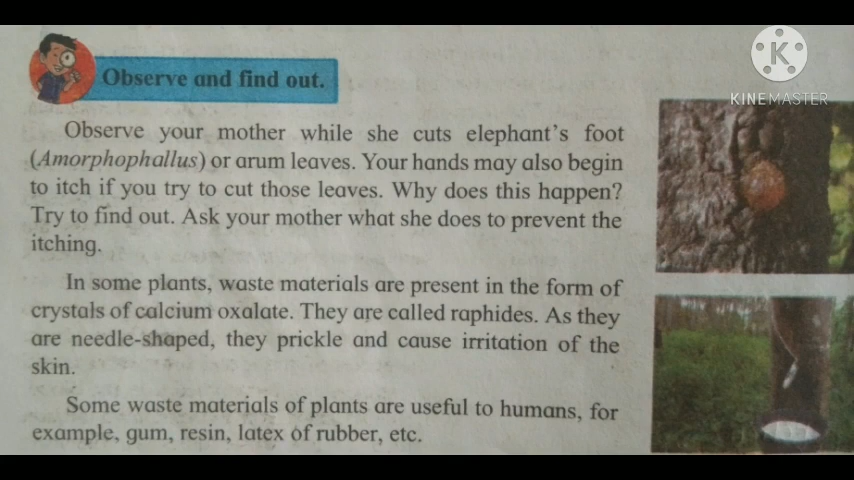 Observe and find out.
K
KINEMASTER
Observe your mother while she cuts elephant's foot
(Amorphophallus) or arum leaves. Your hands may also begin
to itch if you try to cut those leaves. Why does this happen?
Try to find out. Ask your mother what she does to prevent the
itching.
In some plants, waste materials are present in the form of
crystals of calcium oxalate. They are called raphides. As they
are needle-shaped, they prickle and cause irritation of the
skin.
Some waste materials of plants are useful to humans, for
example, gum, resin, latex of rubber, etc.